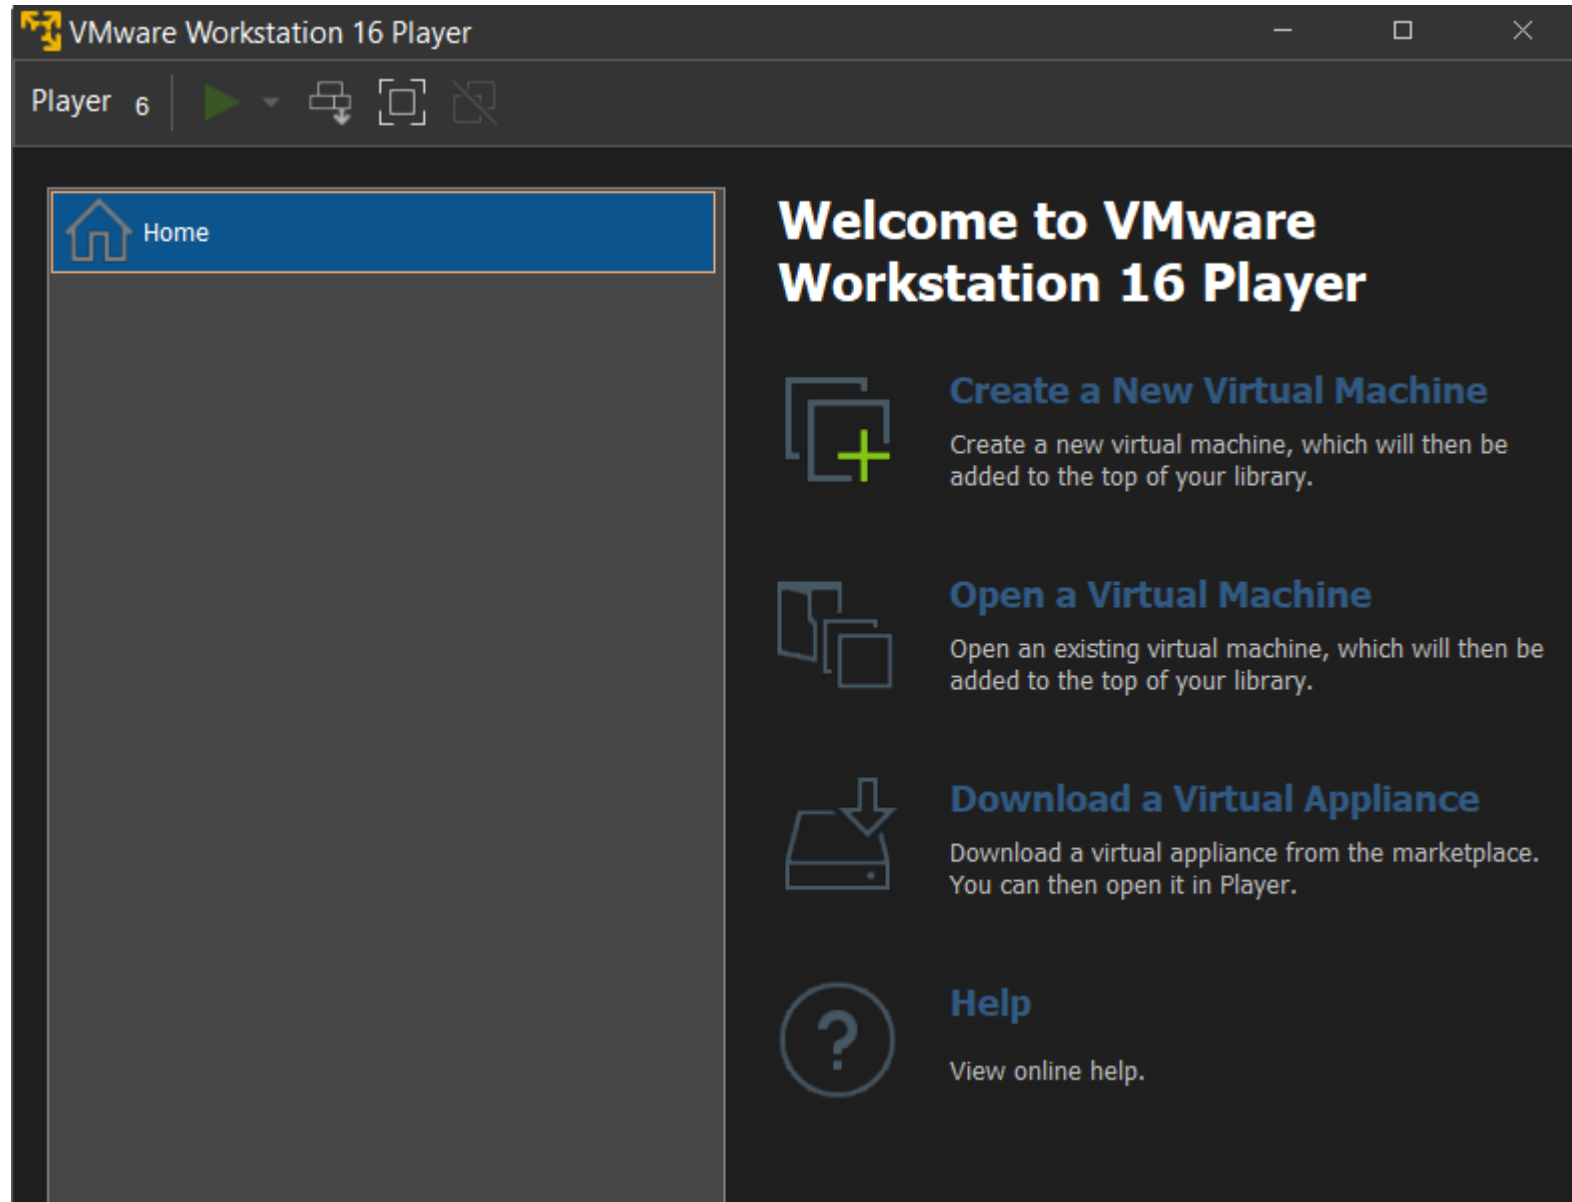 VMware Workstation 16 Player
Player 6
Home
Welcome to VMware
Workstation 16 Player
Create a New Virtual Machine
Create a new virtual machine, which will then be
added to the top of your library.
Open a Virtual Machine
Open an existing virtual machine, which will then be
added to the top of your library.
Download a Virtual Appliance
Download a virtual appliance from the marketplace.
You can then open it in Player.
?
Help
View online help.